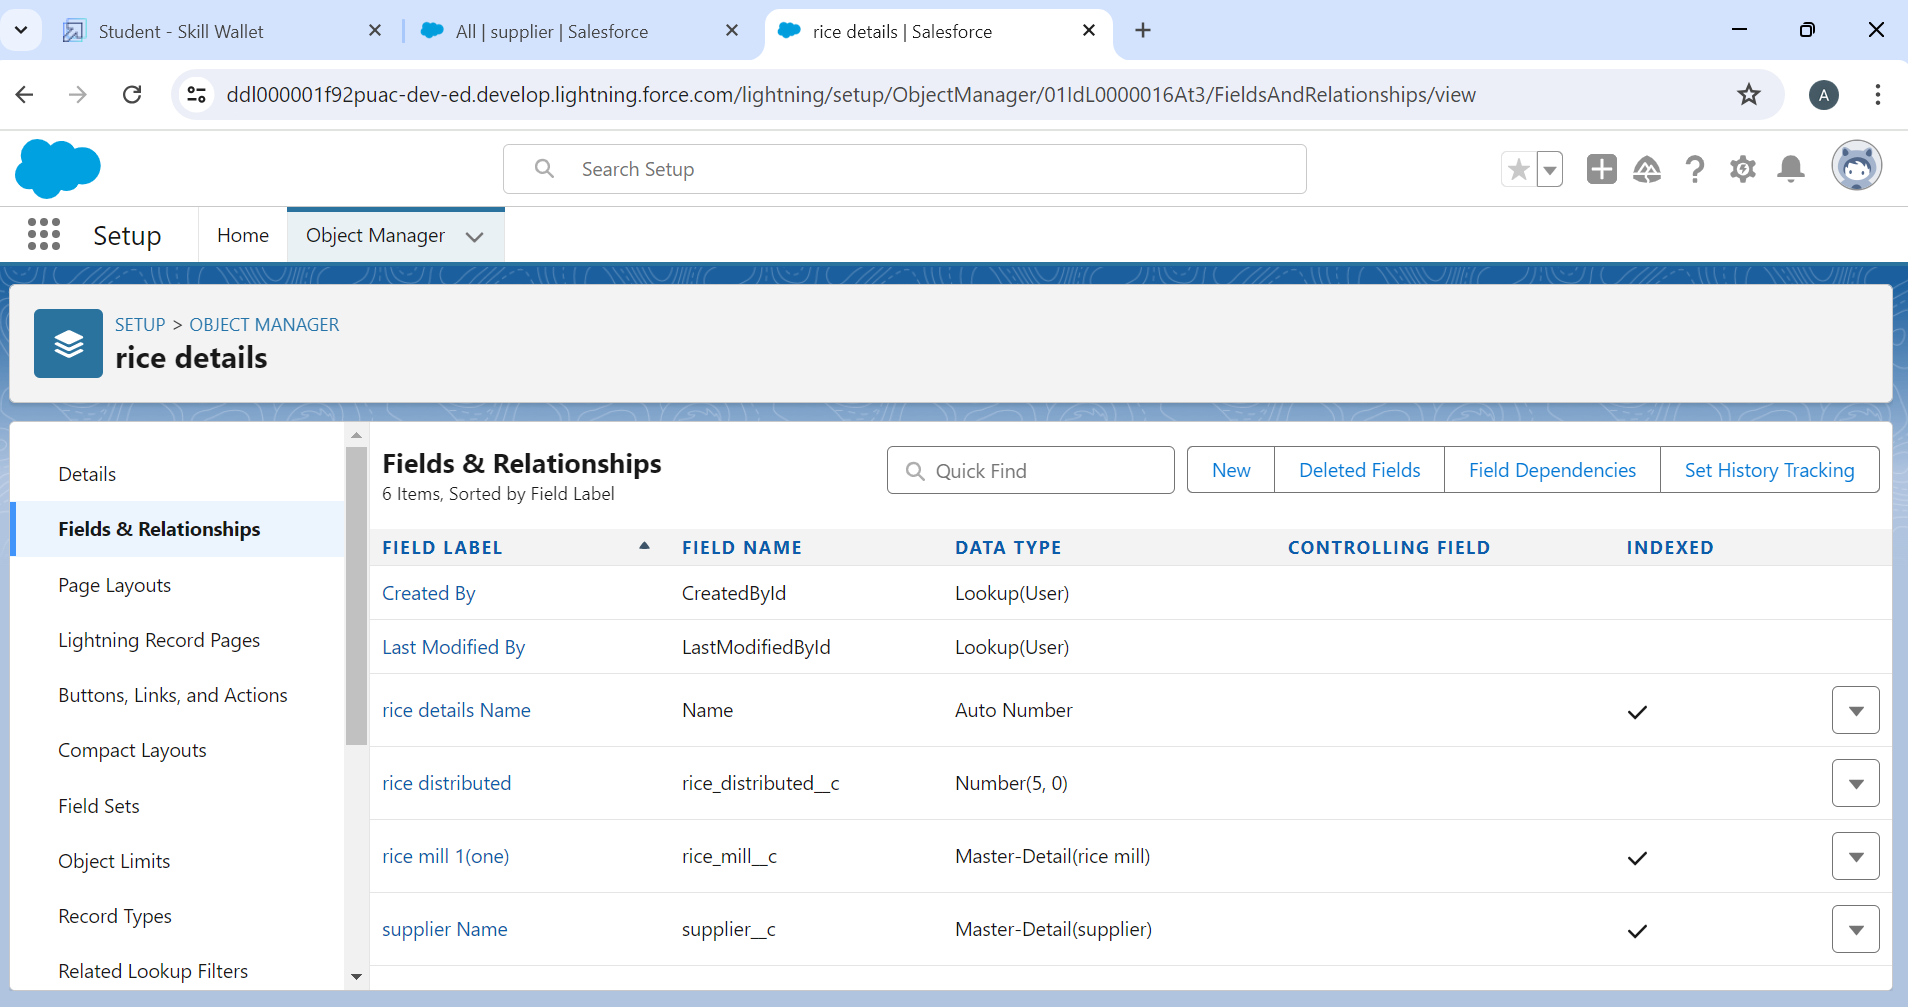 Student - Skill Wallet
All | supplier | Salesforce
rice details | Salesforce
ddl000001f92puac-dev-ed.develop.lightning.force.com/lightning/setup/ObjectManager/01IdL0000016At3/FieldsAndRelationships/view
A
Search Setup
Setup
Home
Object Manager
SETUP > OBJECT MANAGER
rice details
Details
Fields & Relationships
Page Layouts
Lightning Record Pages
Buttons, Links, and Actions
Compact Layouts
Field Sets
Object Limits
Record Types
Related Lookup Filters
Fields & Relationships
6 Items, Sorted by Field Label
Quick Find
New
Deleted Fields
Field Dependencies
Set History Tracking
FIELD LABEL FIELD NAME DATA TYPE CONTROLLING FIELD INDEXED
Created By CreatedById Lookup(User)
Last Modified By LastModifiedById Lookup(User)
rice details Name Name Auto Number
rice distributed rice_distributed__c Number(5, 0)
rice mill 1(one) rice_mill__c Master-Detail(rice mill)
supplier Name supplier__c Master-Detail(supplier)